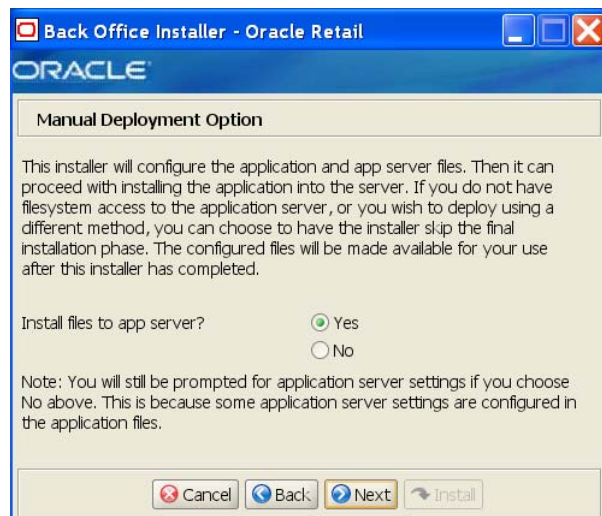 Back Office Installer - Oracle Retail
ORACLE
Manual Deployment Option
This installer will configure the application and app server files. Then it can
proceed with installing the application into the server. If you do not have
filesystem access to the application server, or you wish to deploy using a
different method, you can choose to have the installer skip the final
installation phase. The configured files will be made available for your use
after this installer has completed.
Install files to app server?
Yes
No
Note: You will still be prompted for application server settings if you choose
No above. This is because some application server settings are configured in
the application files.
Cancel
Back
Next
Install